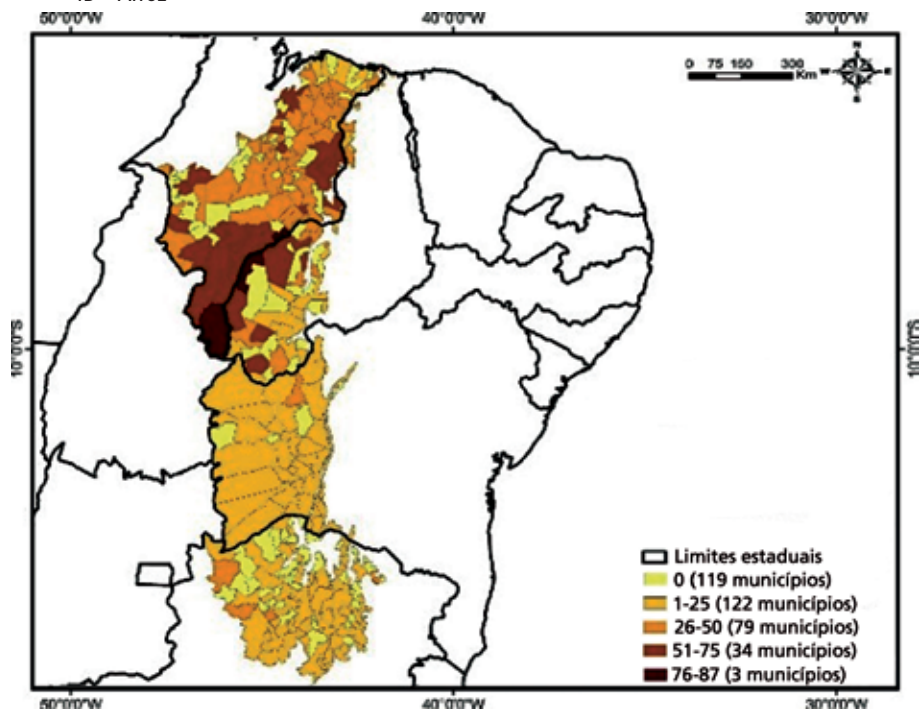 50°0'0"W 40°0'0"W 30°0'0"W
N
0 75 150 300
Km
W E
S
10°0'0"S 10°0'0"S
Limites estaduais
0 (119 municípios)
1-25 (122 municípios)
26-50 (79 municípios)
51-75 (34 municípios)
76-87 (3 municípios)
50°0'0"W 40°0'0"W 30°0'0"W